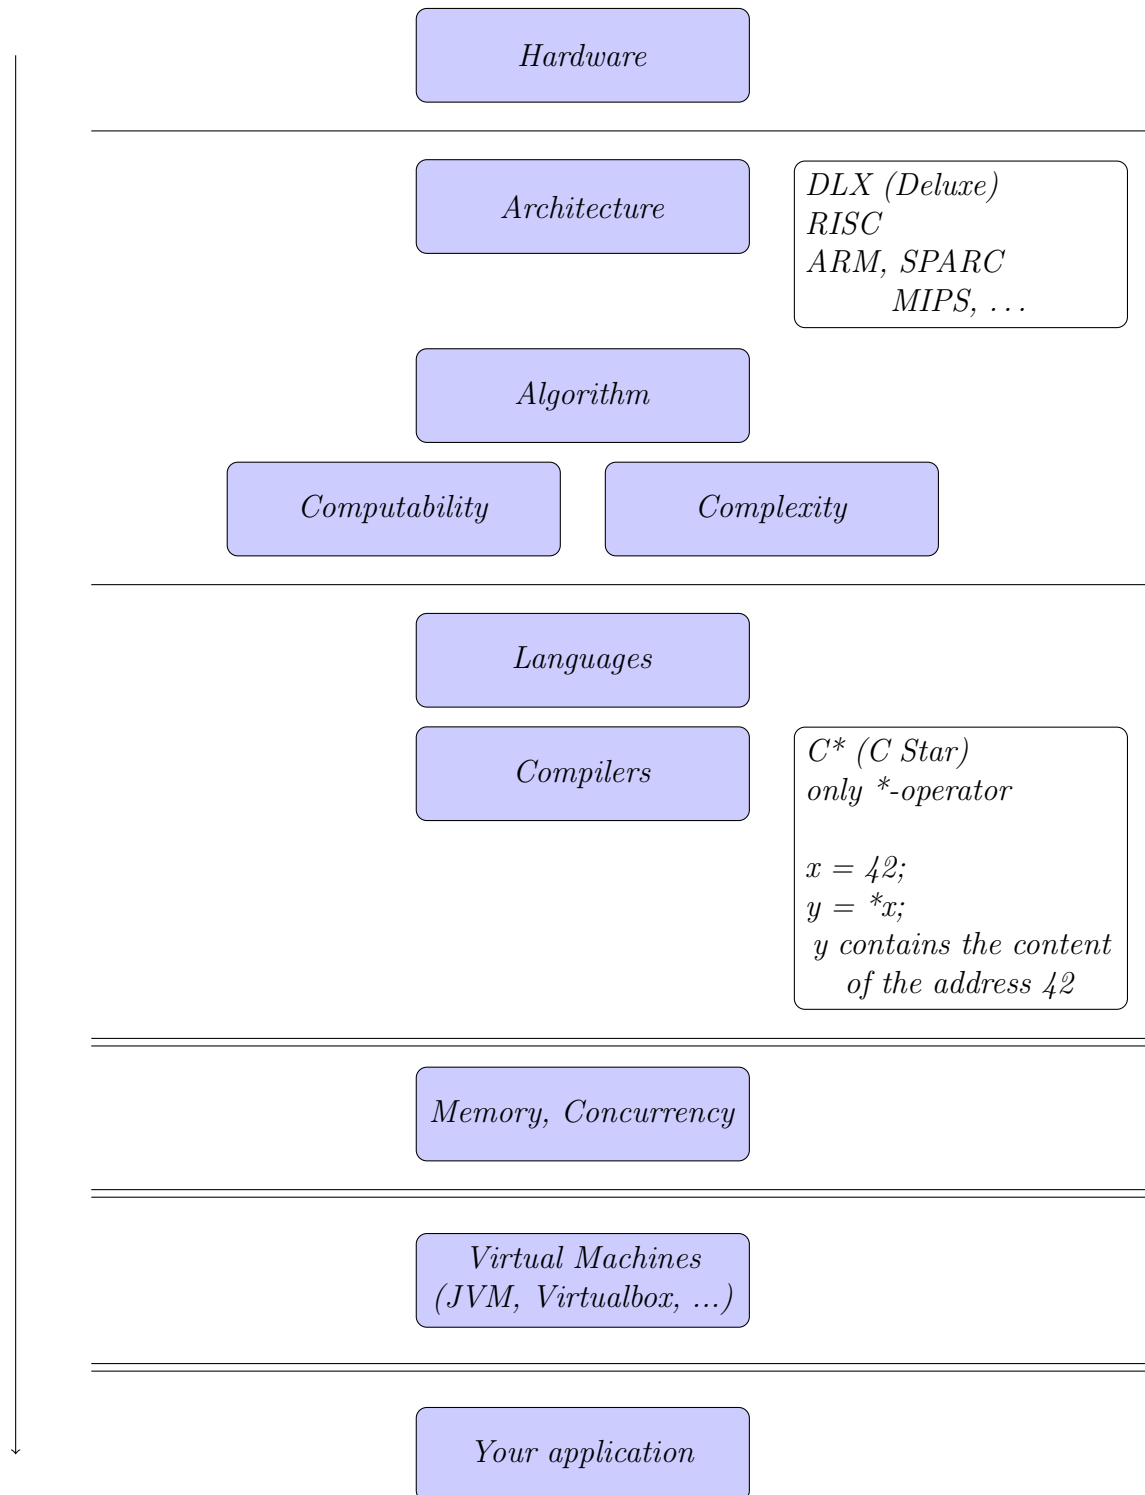 Hardware
Architecture
DLX (Deluxe)
RISC
ARM, SPARC
MIPS, ...
Algorithm
Computability
Complexity
Languages
Compilers
C* (C Star)
only *-operator
x = 42;
y = *x;
y contains the content
of the address 42
Memory, Concurrency
Virtual Machines
(JVM, Virtualbox, ...)
Your application